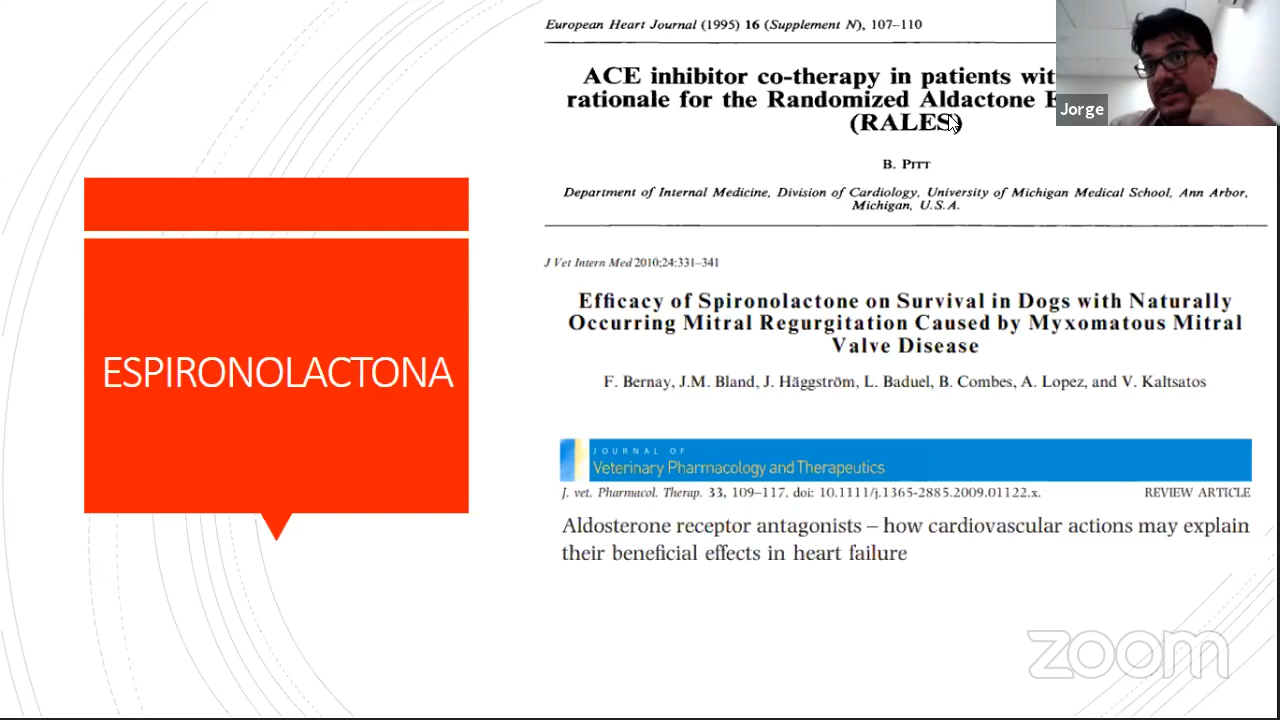 ESPIRONOLACTONA
European Heart Journal (1995) 16 (Supplement N), 107–110
ACE inhibitor co-therapy in patients
rationale for the Randomized Aldactone
(RALES)
B. PITT
Department of Internal Medicine, Division of Cardiology, University of Michigan Medical School, Ann Arbor,
Michigan, U.S.A.
J Vet Intern Med 2010;24:331–341
Efficacy of Spironolactone on Survival in Dogs with Naturally
Occurring Mitral Regurgitation Caused by Myxomatous Mitral
Valve Disease
F. Bernay, J.M. Bland, J. Häggström, L. Baduel, B. Combes, A. Lopez, and V. Kaltsatos
JOURNAL OF
Veterinary Pharmacology and Therapeutics
J. vet. Pharmacol. Therap. 33, 109–117, doi: 10.1111/j.1365-2885.2009.01122.x. REVIEW ARTICLE
Aldosterone receptor antagonists – how cardiovascular actions may explain
their beneficial effects in heart failure
Jorge
zoom